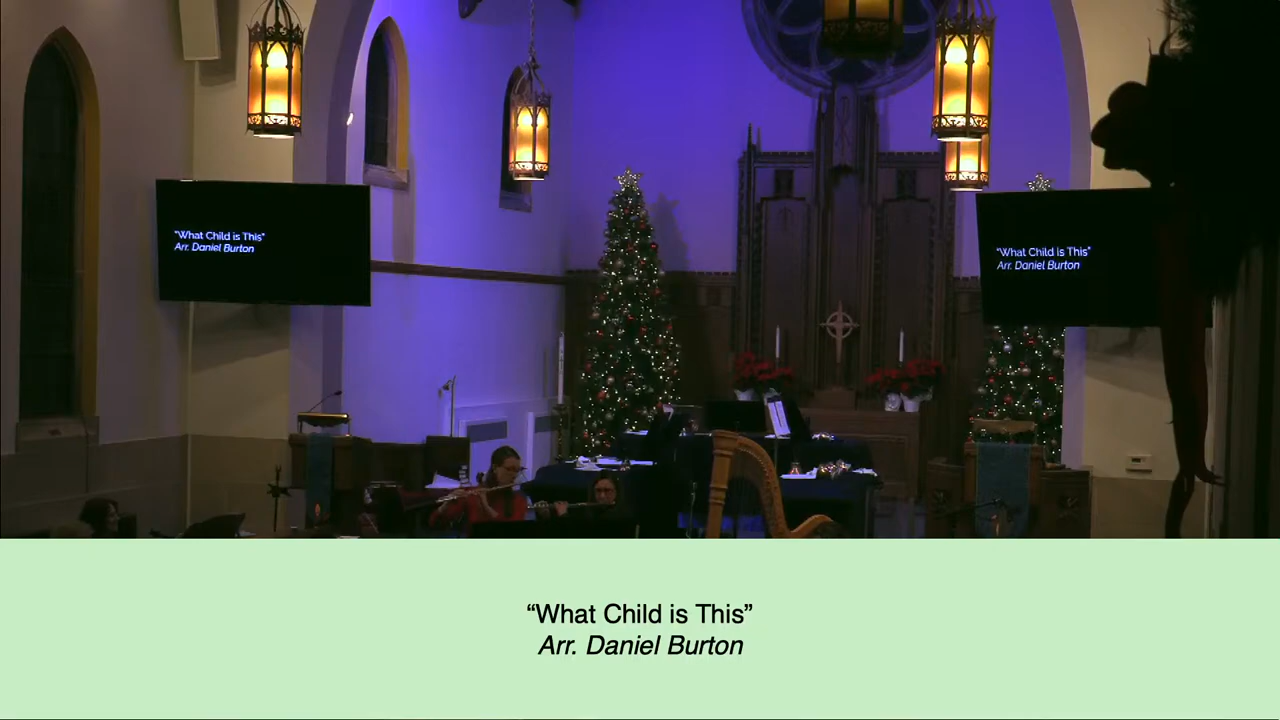 "What Child is This"
Arr. Daniel Burton
"What Child is This"
Arr. Daniel Burton
“What Child is This”
Arr. Daniel Burton